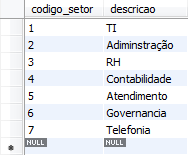 codigo_setor descricao
1 TI
2 Adiminstração
3 RH
4 Contabilidade
5 Atendimento
6 Governancia
7 Telefonia
NULL NULL